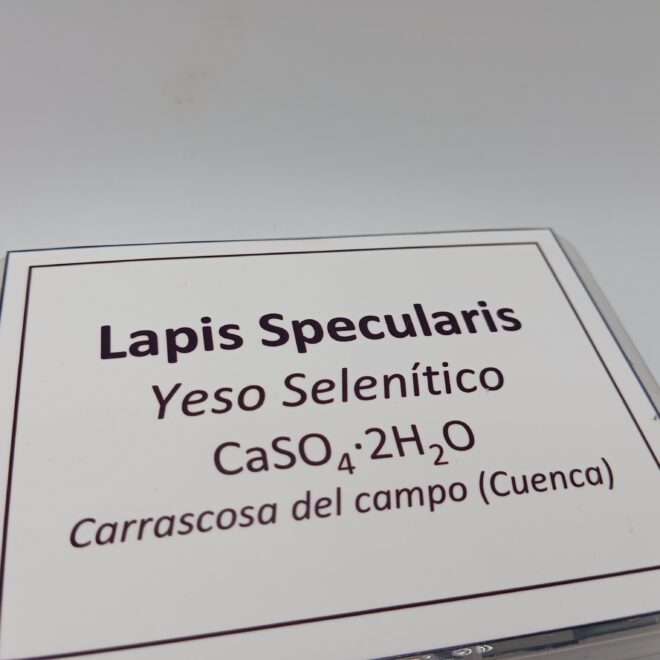 Lapis Specularis
Yeso Selenítico
CaSO₄·2H₂O
Carrascosa del campo (Cuenca)